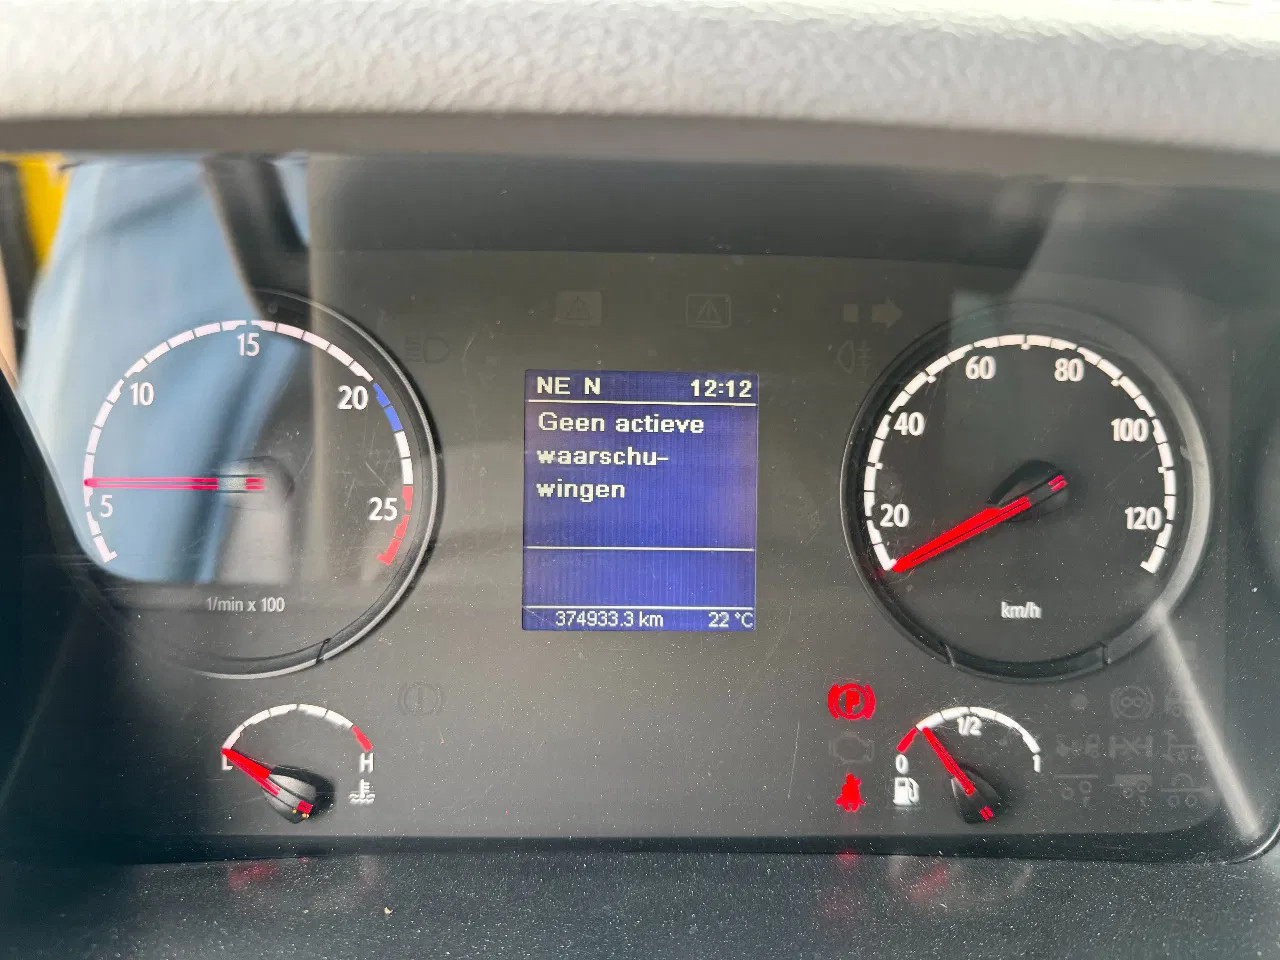 NE N 12:12
Geen actieve
waarschu-
wingen
374933.3 km 22 °C
5
10
15
20
25
1/min x 100
20
40
60
80
100
120
km/h
L
H
P
0
1/2
1